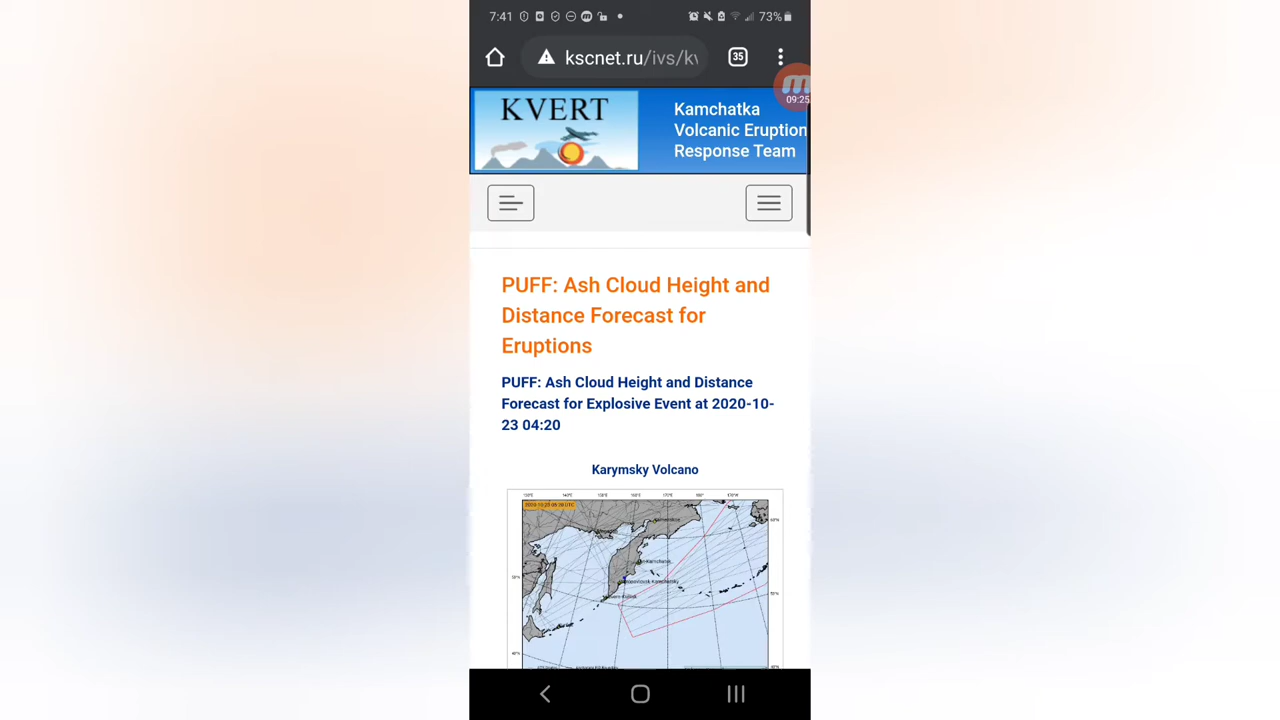 7:41
73%
kscnet.ru/ivs/kv
35
09:25
KVERT
Kamchatka
Volcanic Eruption
Response Team
PUFF: Ash Cloud Height and
Distance Forecast for
Eruptions
PUFF: Ash Cloud Height and Distance
Forecast for Explosive Event at 2020-10-
23 04:20
Karymsky Volcano